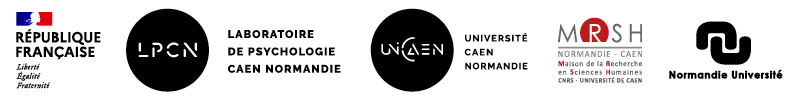 RÉPUBLIQUE
FRANÇAISE
Liberté
Égalité
Fraternité
LPCN
LABORATOIRE
DE PSYCHOLOGIE
CAEN NORMANDIE
UNICAEN
UNIVERSITÉ
CAEN
NORMANDIE
MRSH
NORMANDIE - CAEN
Maison de la Recherche
en Sciences Humaines
CNRS - UNIVERSITÉ DE CAEN
Normandie Université